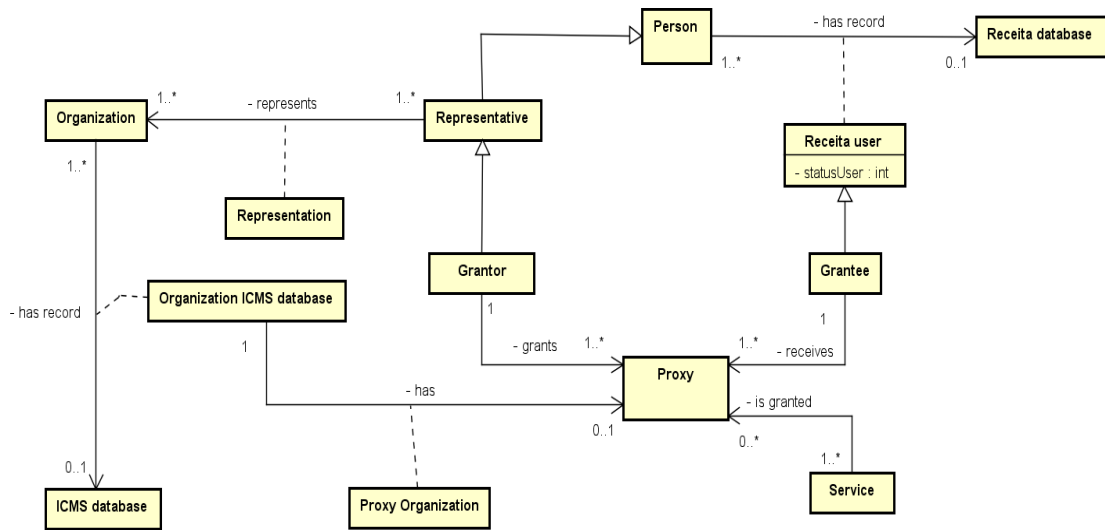 Person
- has record
Receita database
1..*
0..1
1..*
- represents
1..*
Organization
Representative
Receita user
- statusUser : int
1..*
Representation
Grantor
Grantee
Organization ICMS database
- has record
1
1
1
- grants
1..*
1..*
- receives
Proxy
- has
- is granted
0..1
0..*
1..*
0..1
ICMS database
Proxy Organization
Service